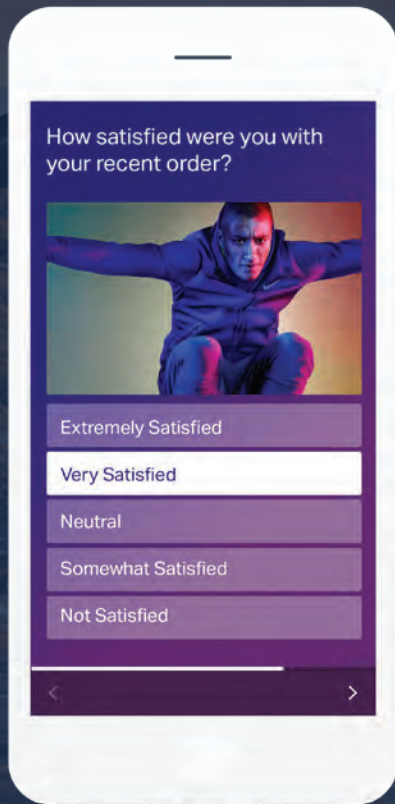 How satisfied were you with
your recent order?
Extremely Satisfied
Very Satisfied
Neutral
Somewhat Satisfied
Not Satisfied